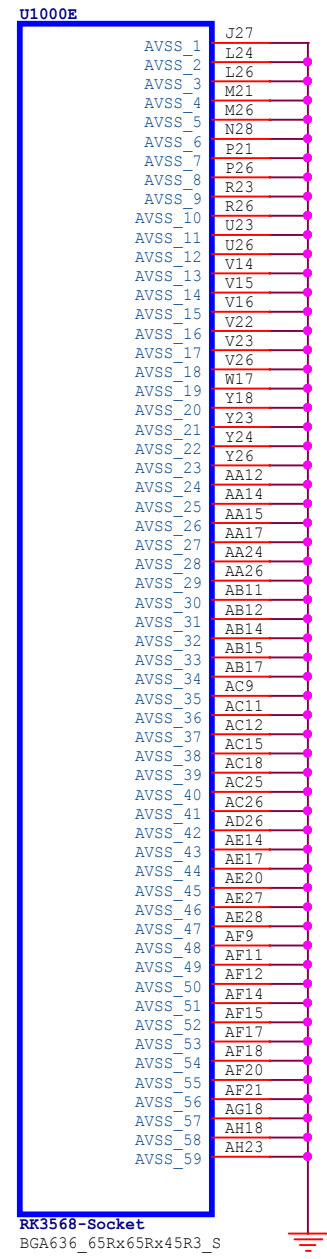 U1000E
AVSS_1 J27
AVSS_2 L24
AVSS_3 L26
AVSS_4 M21
AVSS_5 M26
AVSS_6 N28
AVSS_7 P21
AVSS_8 P26
AVSS_9 R23
AVSS_10 R26
AVSS_11 U23
AVSS_12 U26
AVSS_13 V14
AVSS_14 V15
AVSS_15 V16
AVSS_16 V22
AVSS_17 V23
AVSS_18 V26
AVSS_19 W17
AVSS_20 Y18
AVSS_21 Y23
AVSS_22 Y24
AVSS_23 Y26
AVSS_24 AA12
AVSS_25 AA14
AVSS_26 AA15
AVSS_27 AA17
AVSS_28 AA24
AVSS_29 AA26
AVSS_30 AB11
AVSS_31 AB12
AVSS_32 AB14
AVSS_33 AB15
AVSS_34 AB17
AVSS_35 AC9
AVSS_36 AC11
AVSS_37 AC12
AVSS_38 AC15
AVSS_39 AC18
AVSS_40 AC25
AVSS_41 AC26
AVSS_42 AD26
AVSS_43 AE14
AVSS_44 AE17
AVSS_45 AE20
AVSS_46 AE27
AVSS_47 AE28
AVSS_48 AF9
AVSS_49 AF11
AVSS_50 AF12
AVSS_51 AF14
AVSS_52 AF15
AVSS_53 AF17
AVSS_54 AF18
AVSS_55 AF20
AVSS_56 AF21
AVSS_57 AG18
AVSS_58 AH18
AVSS_59 AH23
RK3568-Socket
BGA636_65Rx65Rx45R3_S